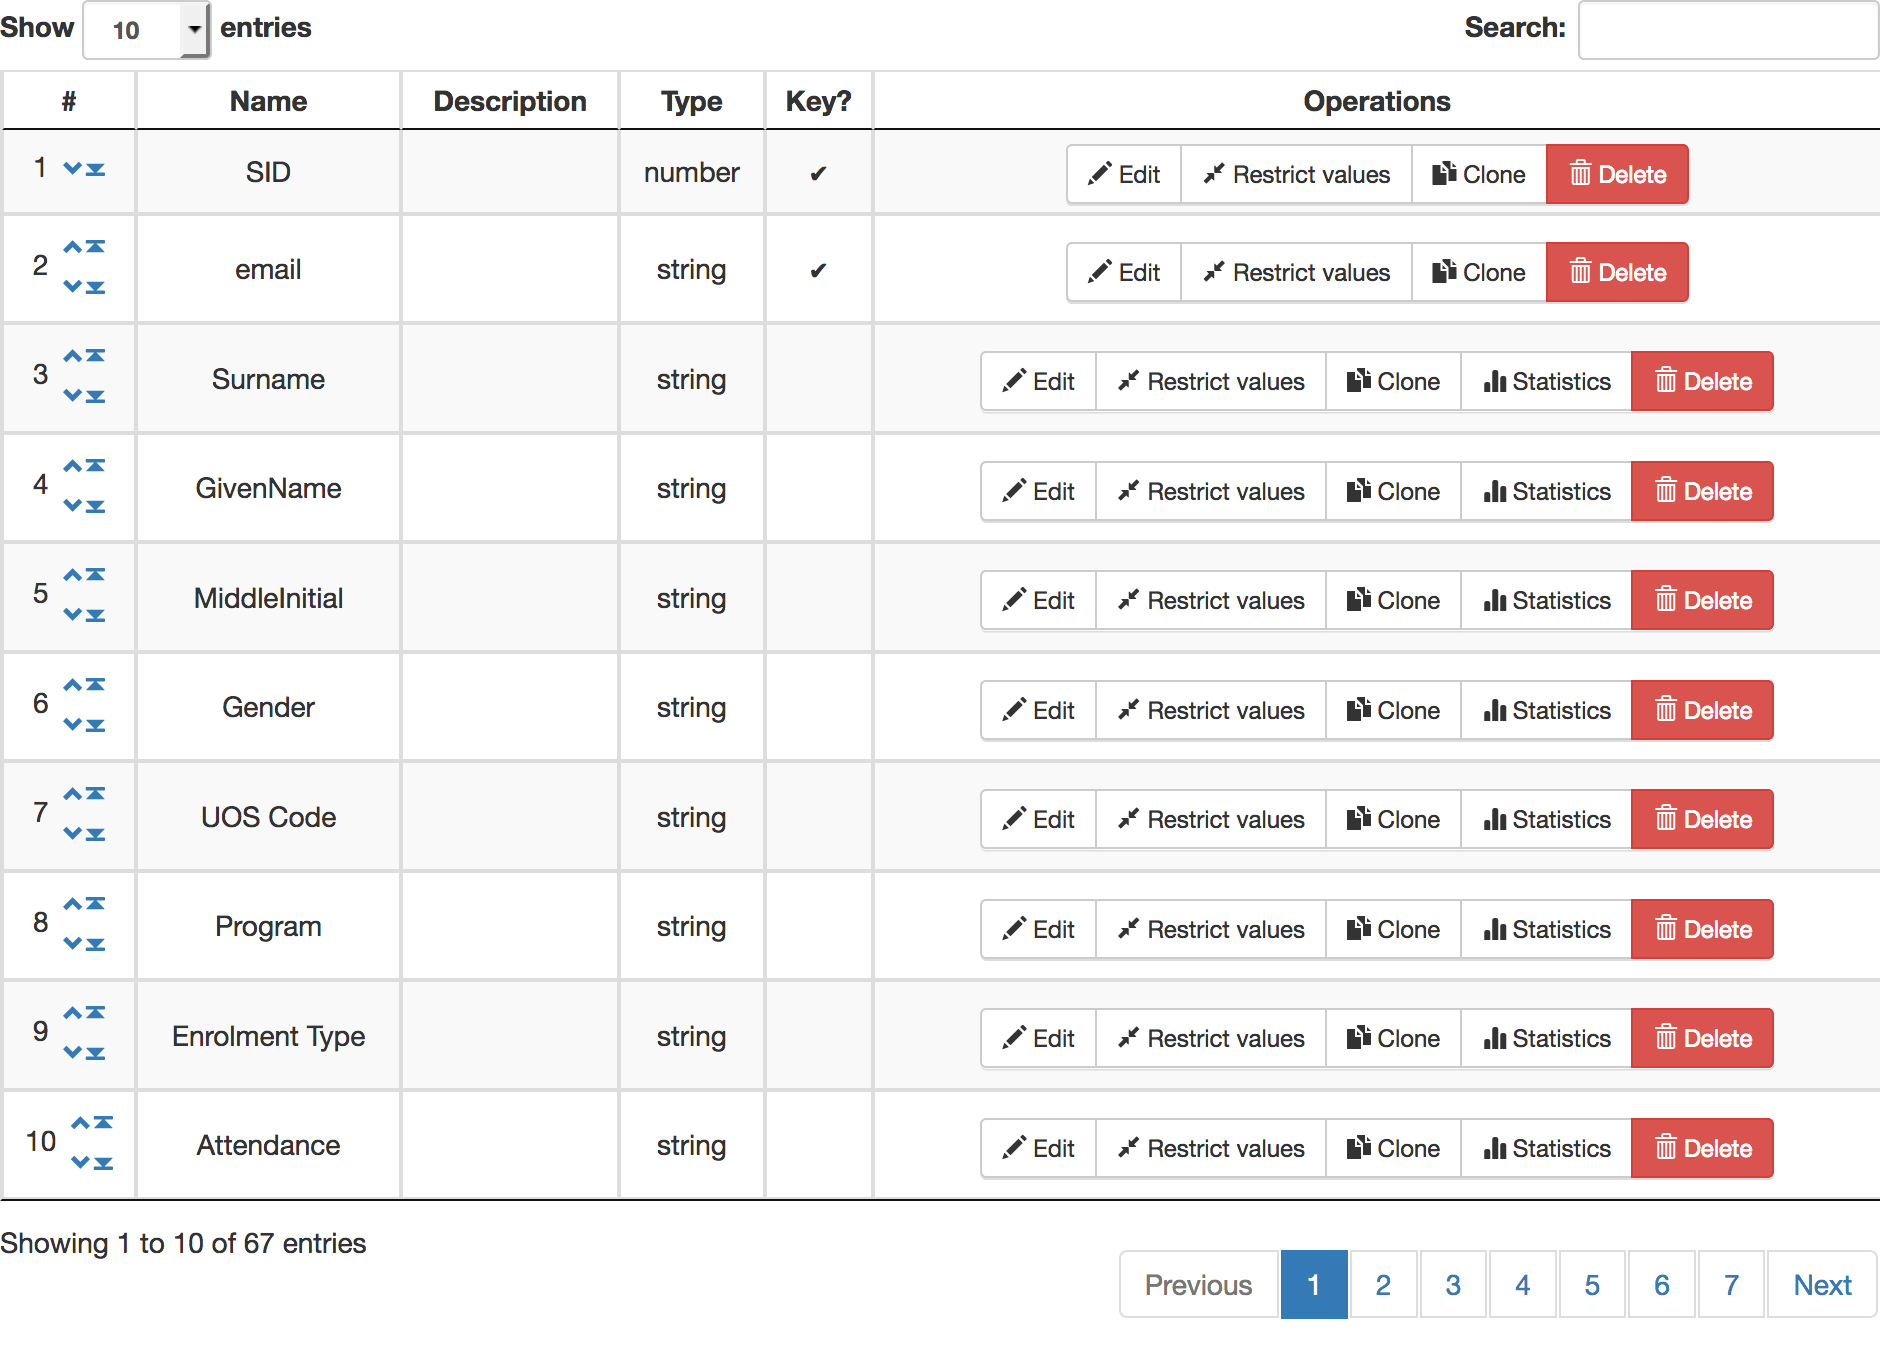 Show 10 entries Search:
# Name Description Type Key? Operations
1 SID number ✔ Edit Restrict values Clone Delete
2 email string ✔ Edit Restrict values Clone Delete
3 Surname string Edit Restrict values Clone Statistics Delete
4 GivenName string Edit Restrict values Clone Statistics Delete
5 MiddleInitial string Edit Restrict values Clone Statistics Delete
6 Gender string Edit Restrict values Clone Statistics Delete
7 UOS Code string Edit Restrict values Clone Statistics Delete
8 Program string Edit Restrict values Clone Statistics Delete
9 Enrolment Type string Edit Restrict values Clone Statistics Delete
10 Attendance string Edit Restrict values Clone Statistics Delete
Showing 1 to 10 of 67 entries
Previous 1 2 3 4 5 6 7 Next